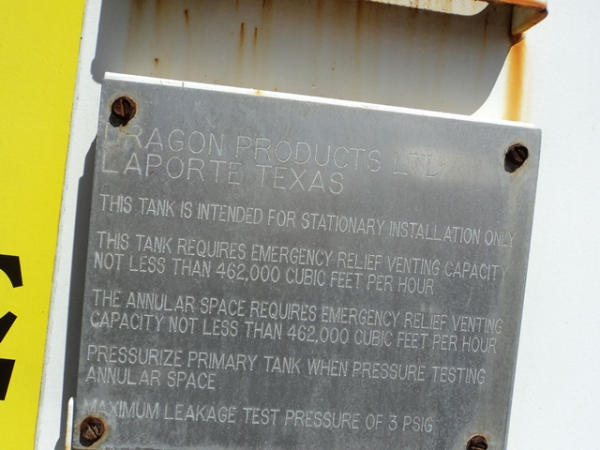 DRAGON PRODUCTS LTD
LAPORTE TEXAS
THIS TANK IS INTENDED FOR STATIONARY INSTALLATION ONLY
THIS TANK REQUIRES EMERGENCY RELIEF VENTING CAPACITY
NOT LESS THAN 462,000 CUBIC FEET PER HOUR
THE ANNULAR SPACE REQUIRES EMERGENCY RELIEF VENTING
CAPACITY NOT LESS THAN 462,000 CUBIC FEET PER HOUR
PRESSURIZE PRIMARY TANK WHEN PRESSURE TESTING
ANNULAR SPACE
MAXIMUM LEAKAGE TEST PRESSURE OF 3 PSIG